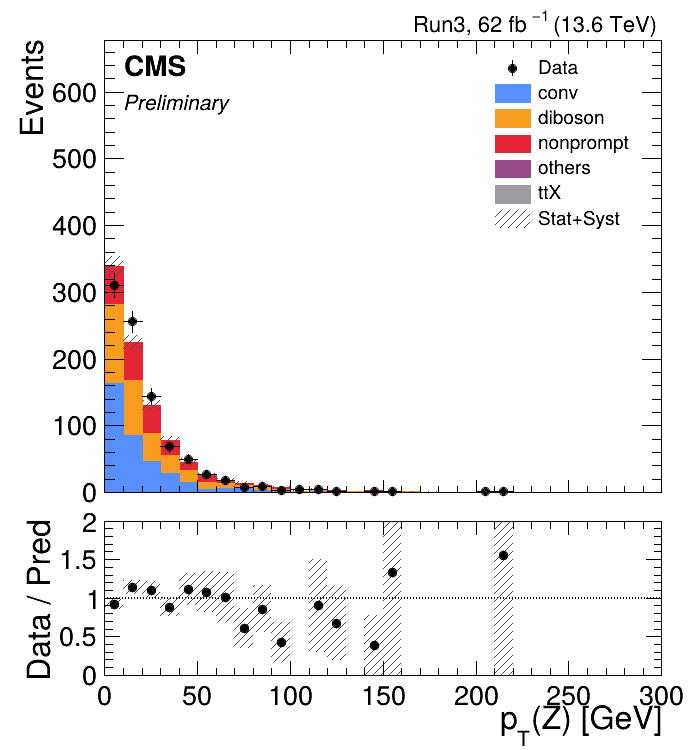 Run3, 62 fb⁻¹ (13.6 TeV)
CMS
Preliminary
Events
600
500
400
300
200
100
0
Data
conv
diboson
nonprompt
others
ttX
Stat+Syst
Data / Pred
2
1.5
1
0.5
0
0 50 100 150 200 250 300
p_T(Z) [GeV]